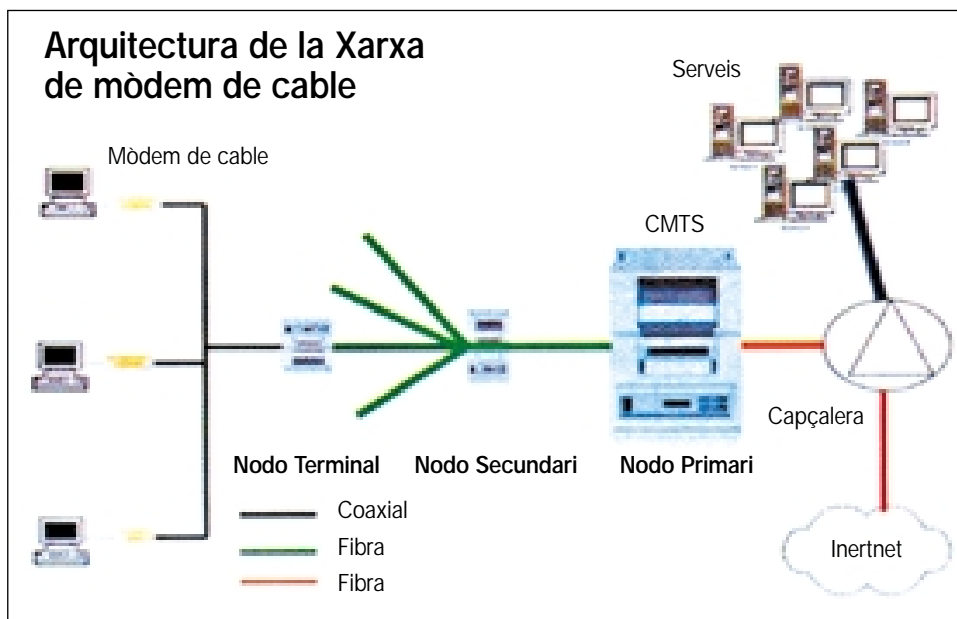 Arquitectura de la Xarxa
de mòdem de cable
Serveis
Mòdem de cable
CMTS
Capçalera
Nodo Terminal
Nodo Secundari
Nodo Primari
Coaxial
Fibra
Fibra
Inertnet